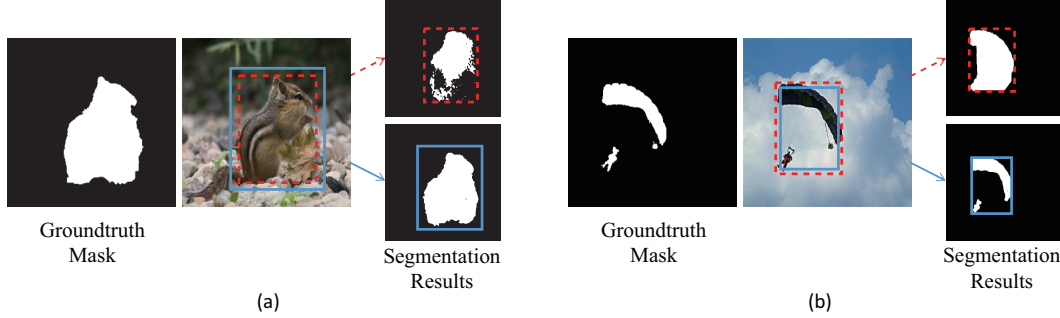 Groundtruth
Mask
Segmentation
Results
(a)
Groundtruth
Mask
Segmentation
Results
(b)